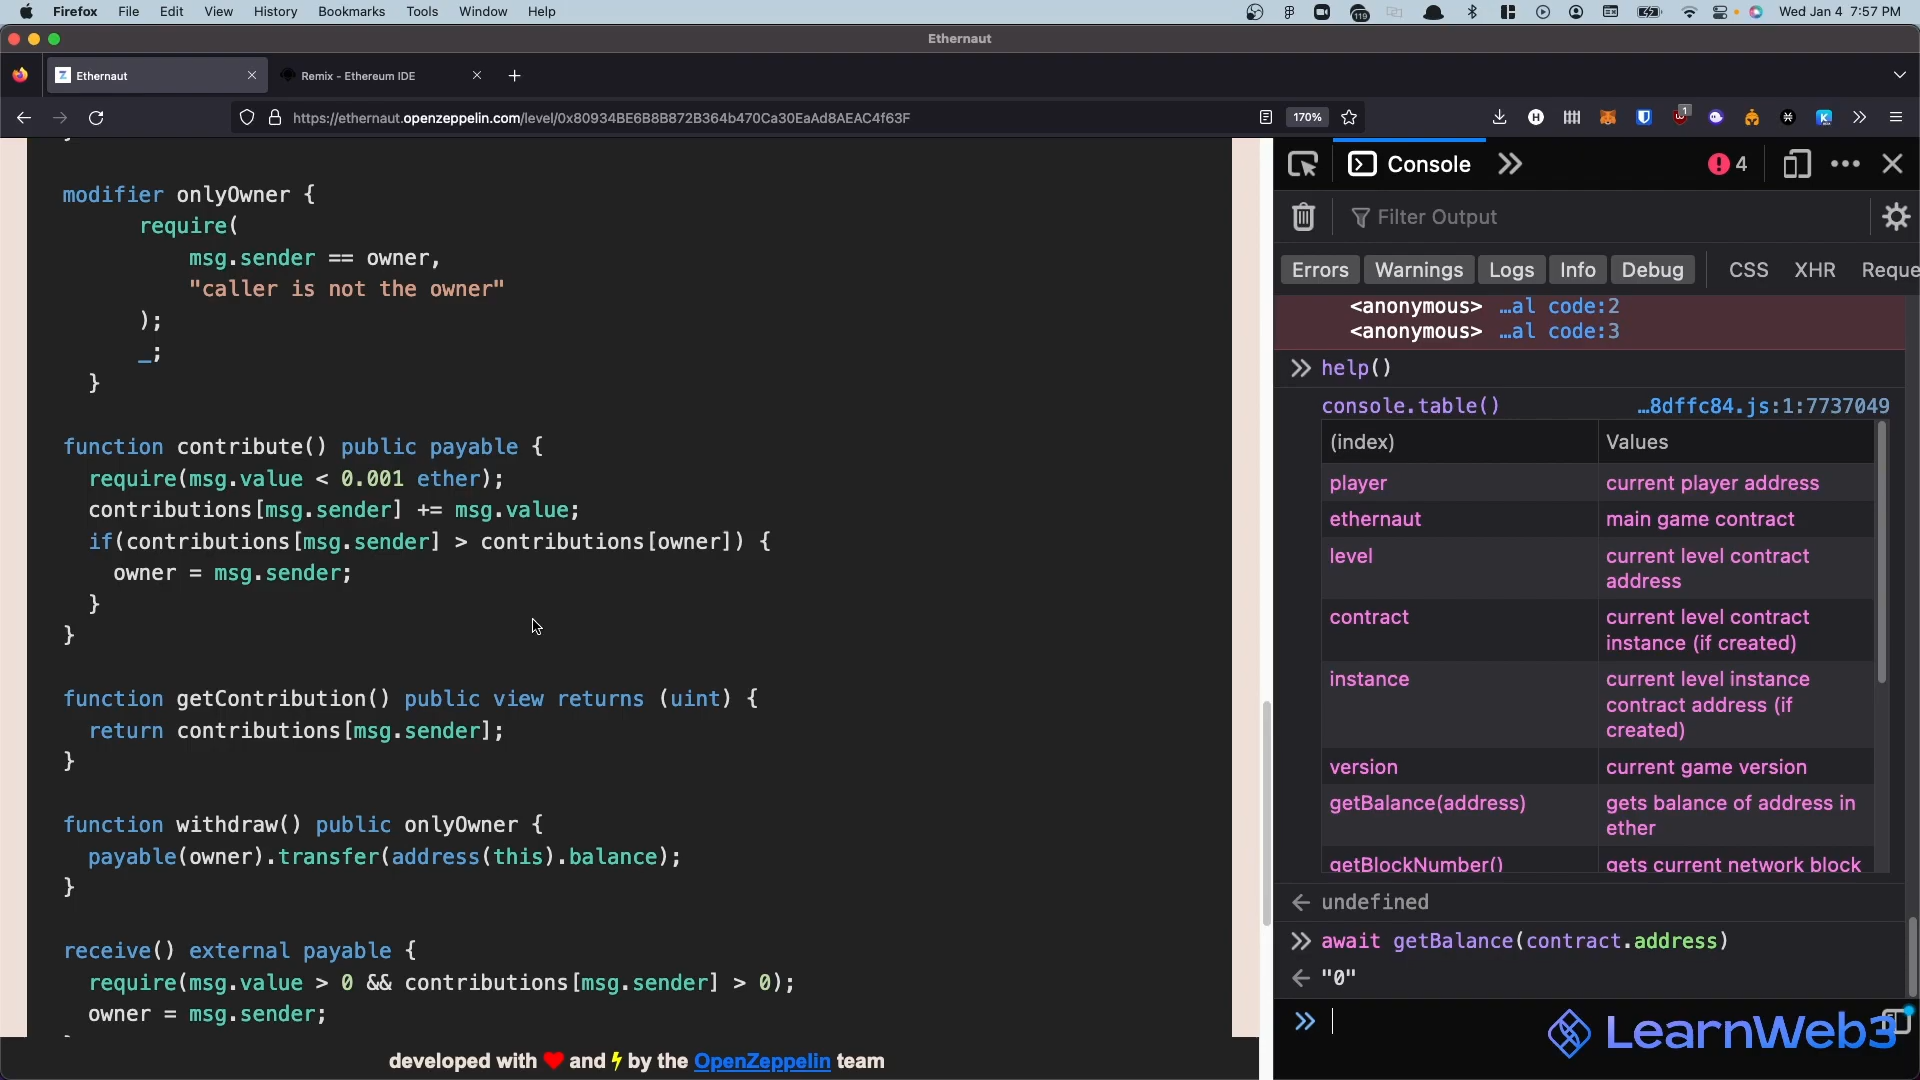 Firefox File Edit View History Bookmarks Tools Window Help
119
Wed Jan 4 7:57 PM
Ethernaut
Ethernaut
Remix - Ethereum IDE
https://ethernaut.openzeppelin.com/level/0x80934BE6B8B872B364b470Ca30EaAd8AEAC4f63F
170%
1
modifier onlyOwner {
require(
msg.sender == owner,
"caller is not the owner"
);
_;
}
function contribute() public payable {
require(msg.value < 0.001 ether);
contributions[msg.sender] += msg.value;
if(contributions[msg.sender] > contributions[owner]) {
owner = msg.sender;
}
}
function getContribution() public view returns (uint) {
return contributions[msg.sender];
}
function withdraw() public onlyOwner {
payable(owner).transfer(address(this).balance);
}
receive() external payable {
require(msg.value > 0 && contributions[msg.sender] > 0);
owner = msg.sender;
developed with ❤ and ⚡ by the OpenZeppelin team
Console
4
Filter Output
Errors Warnings Logs Info Debug CSS XHR Reque
<anonymous> …al code:2
<anonymous> …al code:3
help()
console.table() …8dffc84.js:1:7737049
(index) Values
player current player address
ethernaut main game contract
level current level contract address
contract current level contract instance (if created)
instance current level instance contract address (if created)
version current game version
getBalance(address) gets balance of address in ether
getBlockNumber() gets current network block
undefined
await getBalance(contract.address)
"0"
LearnWeb3